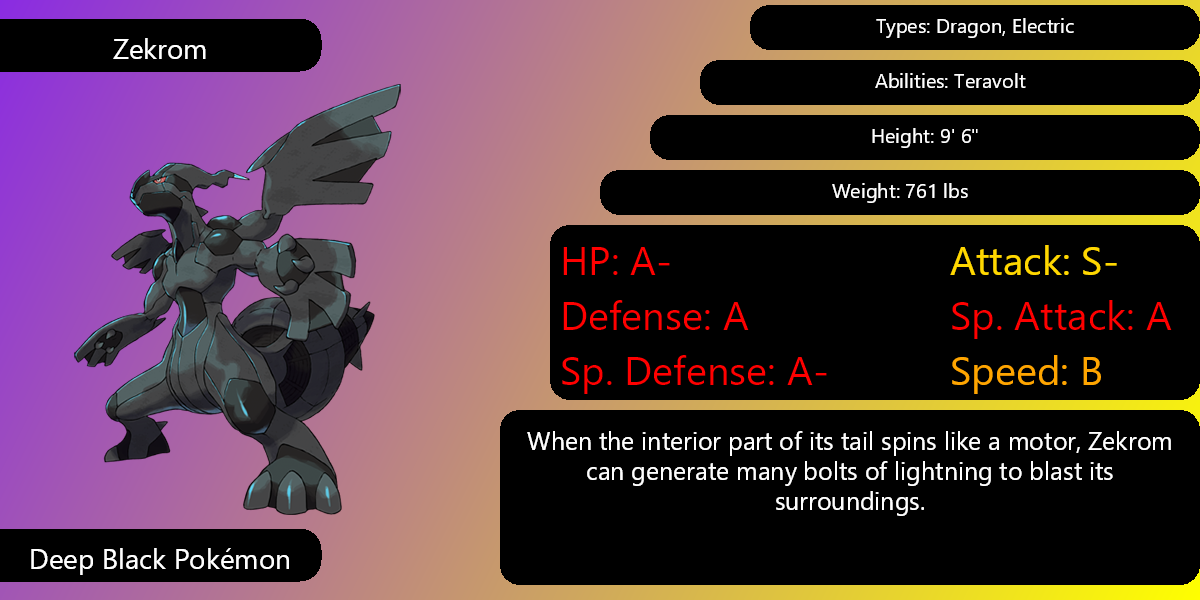 Zekrom
Types: Dragon, Electric
Abilities: Teravolt
Height: 9' 6"
Weight: 761 lbs
HP: A-
Attack: S-
Defense: A
Sp. Attack: A
Sp. Defense: A-
Speed: B
When the interior part of its tail spins like a motor, Zekrom
can generate many bolts of lightning to blast its
surroundings.
Deep Black Pokémon